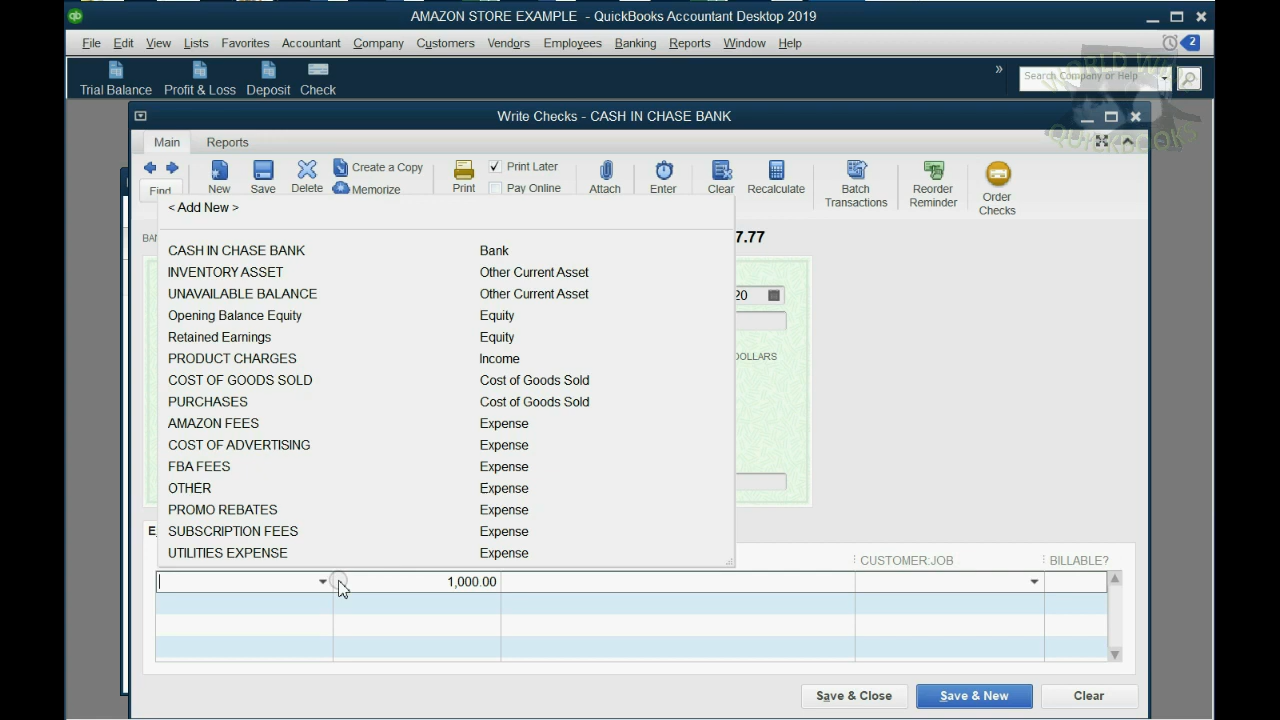 AMAZON STORE EXAMPLE - QuickBooks Accountant Desktop 2019
File Edit View Lists Favorites Accountant Company Customers Vendors Employees Banking Reports Window Help
2
Trial Balance Profit & Loss Deposit Check
» Search Company or Help
WORLD WI
QUICKBOOKS
Write Checks - CASH IN CHASE BANK
Main Reports
Create a Copy Print Later
Find New Save Delete Memorize Print Pay Online Attach Enter Clear Recalculate Batch Transactions Reorder Reminder Order Checks
< Add New >
7.77
CASH IN CHASE BANK Bank
INVENTORY ASSET Other Current Asset
UNAVAILABLE BALANCE Other Current Asset
20
Opening Balance Equity Equity
Retained Earnings Equity
PRODUCT CHARGES Income
COST OF GOODS SOLD Cost of Goods Sold
PURCHASES Cost of Goods Sold
AMAZON FEES Expense
COST OF ADVERTISING Expense
FBA FEES Expense
OTHER Expense
PROMO REBATES Expense
SUBSCRIPTION FEES Expense
UTILITIES EXPENSE Expense
CUSTOMER:JOB BILLABLE?
1,000.00
Save & Close Save & New Clear